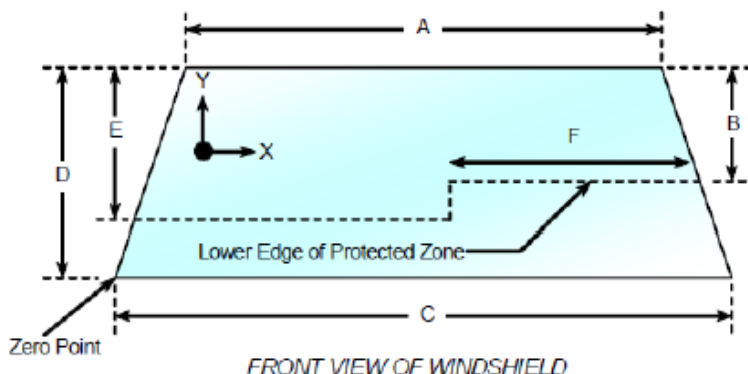 A
Y
B
E
X
F
D
Lower Edge of Protected Zone
C
Zero Point
FRONT VIEW OF WINDSHIELD